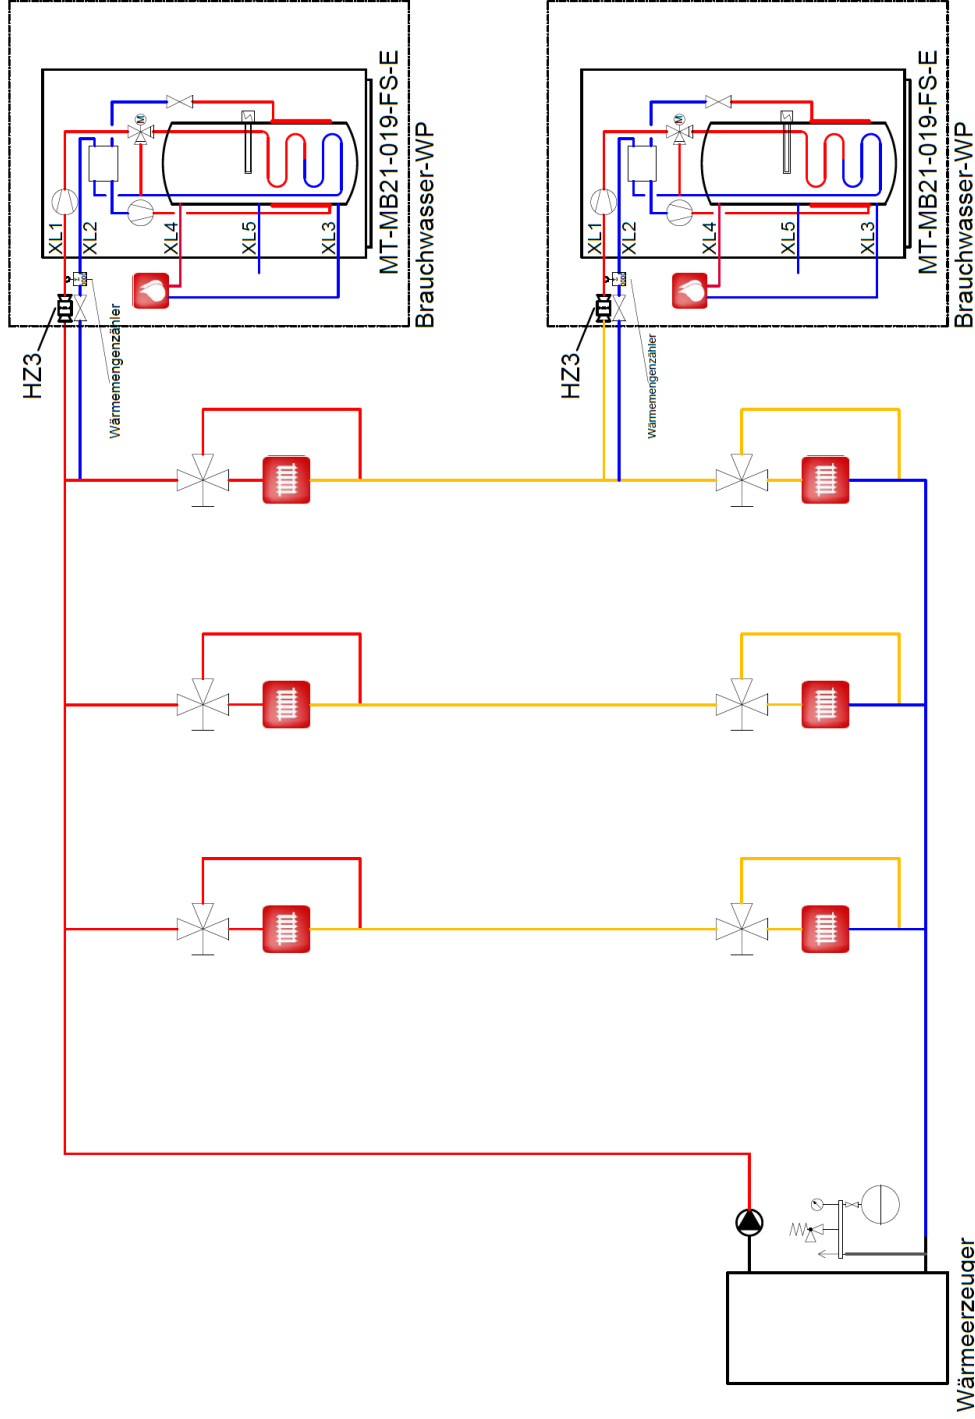 XL1
XL2
XL4
XL5
XL3
M
MT-MB21-019-FS-E
Brauchwasser-WP
HZ3
Wärmemengenzähler
XL1
XL2
XL4
XL5
XL3
M
MT-MB21-019-FS-E
Brauchwasser-WP
HZ3
Wärmemengenzähler
Wärmeerzeuger